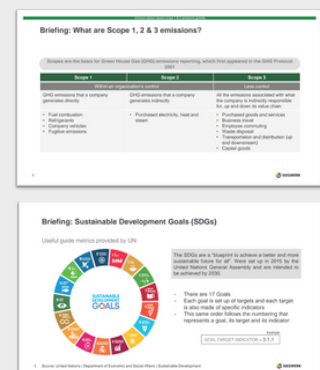 Briefing: What are Scope 1, 2 & 3 emissions?
Scopes are the basis for Green House Gas (GHG) emissions reporting, which first appeared in the GHG Protocol
2001
Scope 1
Scope 2
Scope 3
Within an organisation's control
Less control
GHG emissions that a company
generates directly
GHG emissions that a company
generates indirectly
All the emissions associated with what
the company is indirectly responsible
for, up and down its value chain
• Fuel combustion
• Refrigerants
• Company vehicles
• Fugitive emissions
• Purchased electricity, heat and
steam
• Purchased goods and services
• Business travel
• Employee commuting
• Waste disposal
• Transportation and distribution (up
and downstream)
• Capital goods
Briefing: Sustainable Development Goals (SDGs)
Useful guide metrics provided by UN
SUSTAINABLE
DEVELOPMENT
GOALS
The SDGs are a "blueprint to achieve a better and more
sustainable future for all". Were set up in 2015 by the
United Nations General Assembly and are intended to
be achieved by 2030.
- There are 17 Goals
- Each goal is set up of targets and each target
is also made of specific indicators
- This same order follows the numbering that
represents a goal, its target and its indicator.
Example
GOAL.TARGET.INDICATOR = 3.1.1
Source: United Nations | Department of Economic and Social Affairs | Sustainable Development